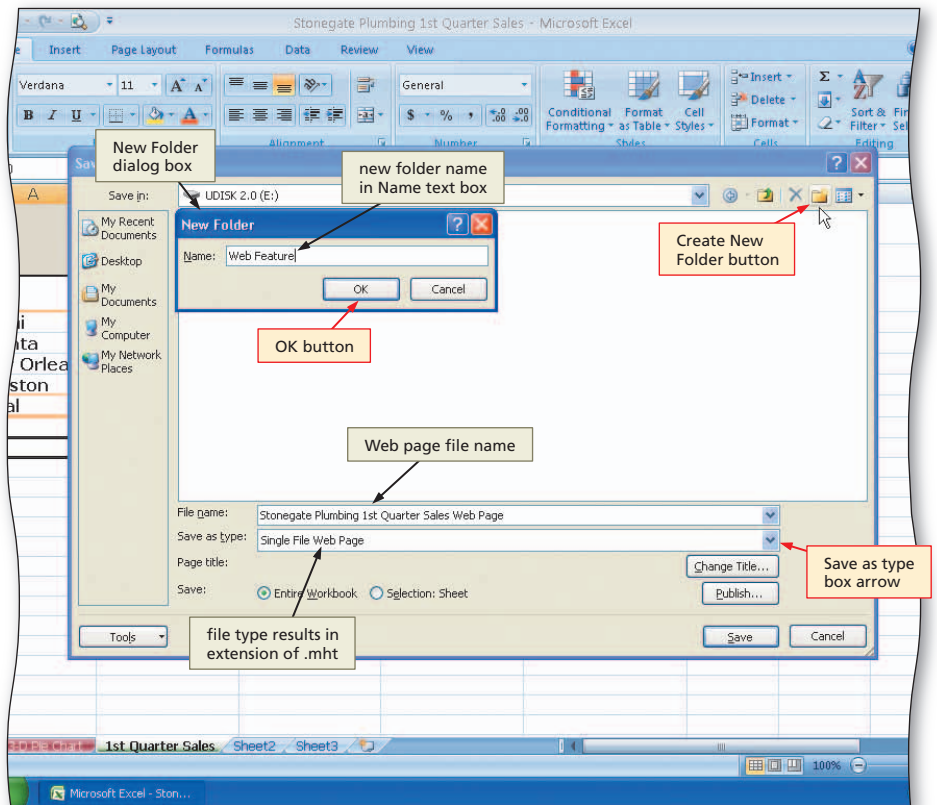 Stonegate Plumbing 1st Quarter Sales - Microsoft Excel
Insert Page Layout Formulas Data Review View
Verdana 11 A A General Insert Σ
Delete
B I U A $ % , Conditional Format Cell Format Sort &
Formatting as Table Styles Filter
Alignment Number Styles Cells Editing
New Folder
dialog box
new folder name
in Name text box
A
Save in: UDISK 2.0 (E:)
My Recent
Documents
Desktop
My
Documents
My
Computer
My Network
Places
New Folder
Name: Web Feature
OK Cancel
Create New
Folder button
OK button
Orlea
ston
al
Web page file name
File name: Stonegate Plumbing 1st Quarter Sales Web Page
Save as type: Single File Web Page
Page title: Change Title...
Save: Entire Workbook Selection: Sheet Publish...
Save as type
box arrow
Tools Save Cancel
file type results in
extension of .mht
1st Quarter Sales Sheet2 Sheet3
100%
Microsoft Excel - Ston...